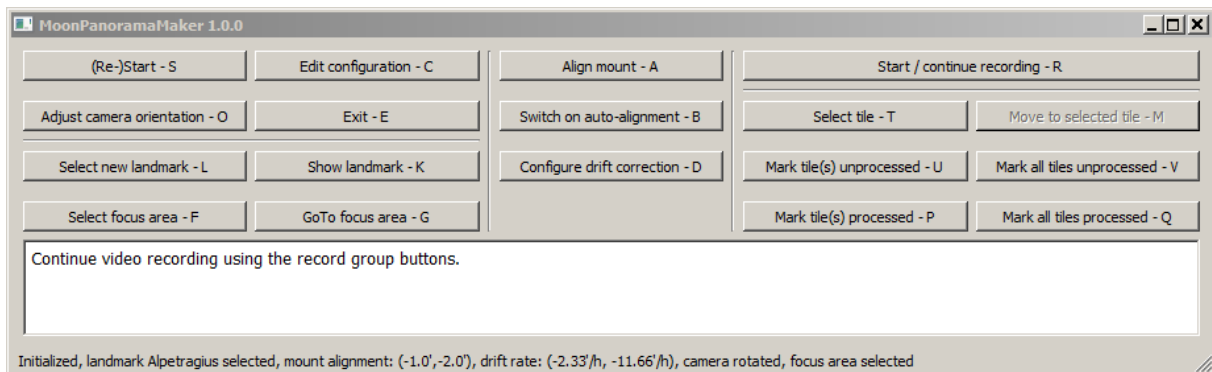 MoonPanoramaMaker 1.0.0
(Re-)Start - S
Edit configuration - C
Align mount - A
Start / continue recording - R
Adjust camera orientation - O
Exit - E
Switch on auto-alignment - B
Select tile - T
Move to selected tile - M
Select new landmark - L
Show landmark - K
Configure drift correction - D
Mark tile(s) unprocessed - U
Mark all tiles unprocessed - V
Select focus area - F
GoTo focus area - G
Mark tile(s) processed - P
Mark all tiles processed - Q
Continue video recording using the record group buttons.
Initialized, landmark Alpetragius selected, mount alignment: (-1.0',-2.0'), drift rate: (-2.33'/h, -11.66'/h), camera rotated, focus area selected